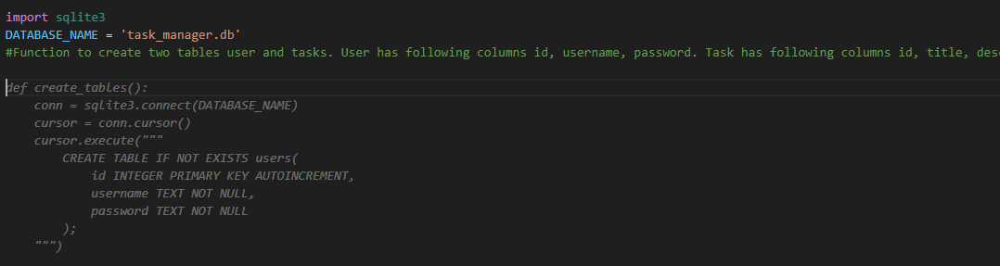 import sqlite3
DATABASE_NAME = 'task_manager.db'
#Function to create two tables user and tasks. User has following columns id, username, password. Task has following columns id, title,
def create_tables():
    conn = sqlite3.connect(DATABASE_NAME)
    cursor = conn.cursor()
    cursor.execute("""
        CREATE TABLE IF NOT EXISTS users(
            id INTEGER PRIMARY KEY AUTOINCREMENT,
            username TEXT NOT NULL,
            password TEXT NOT NULL
        );
    """)